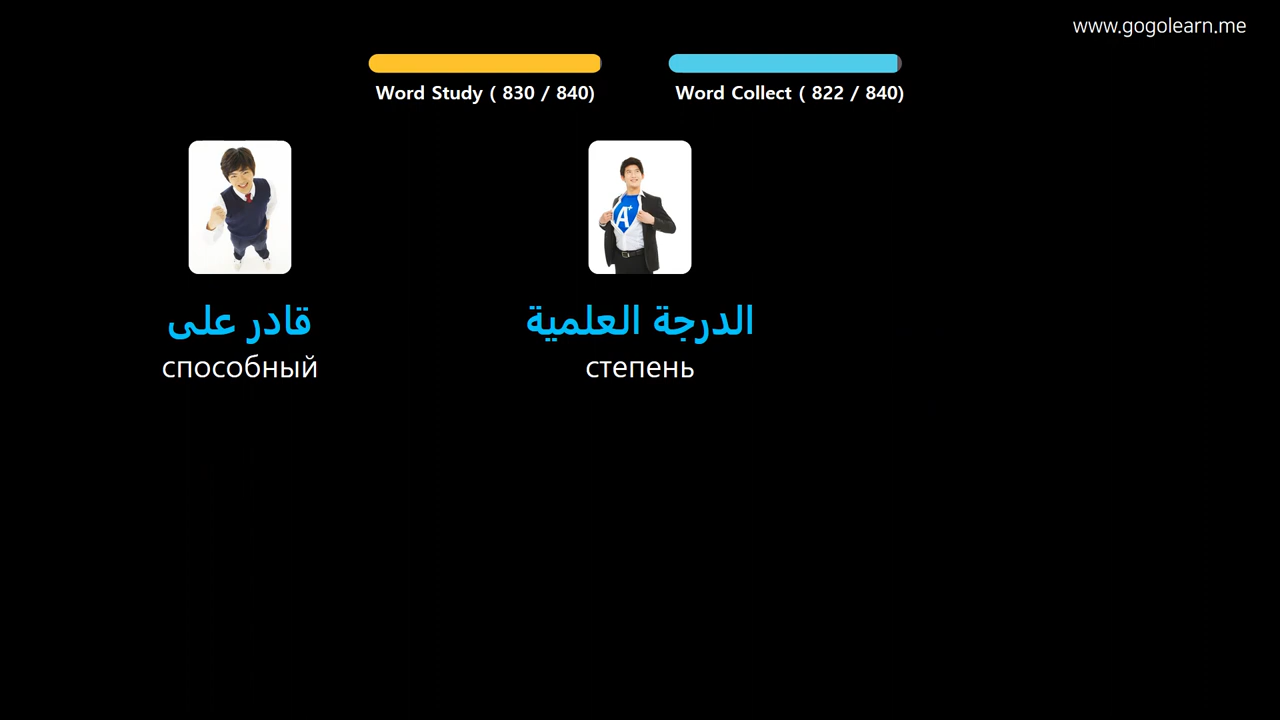 www.gogolearn.me
Word Study ( 830 / 840)
Word Collect ( 822 / 840)
A+
قادر على
способный
الدرجة العلمية
степень